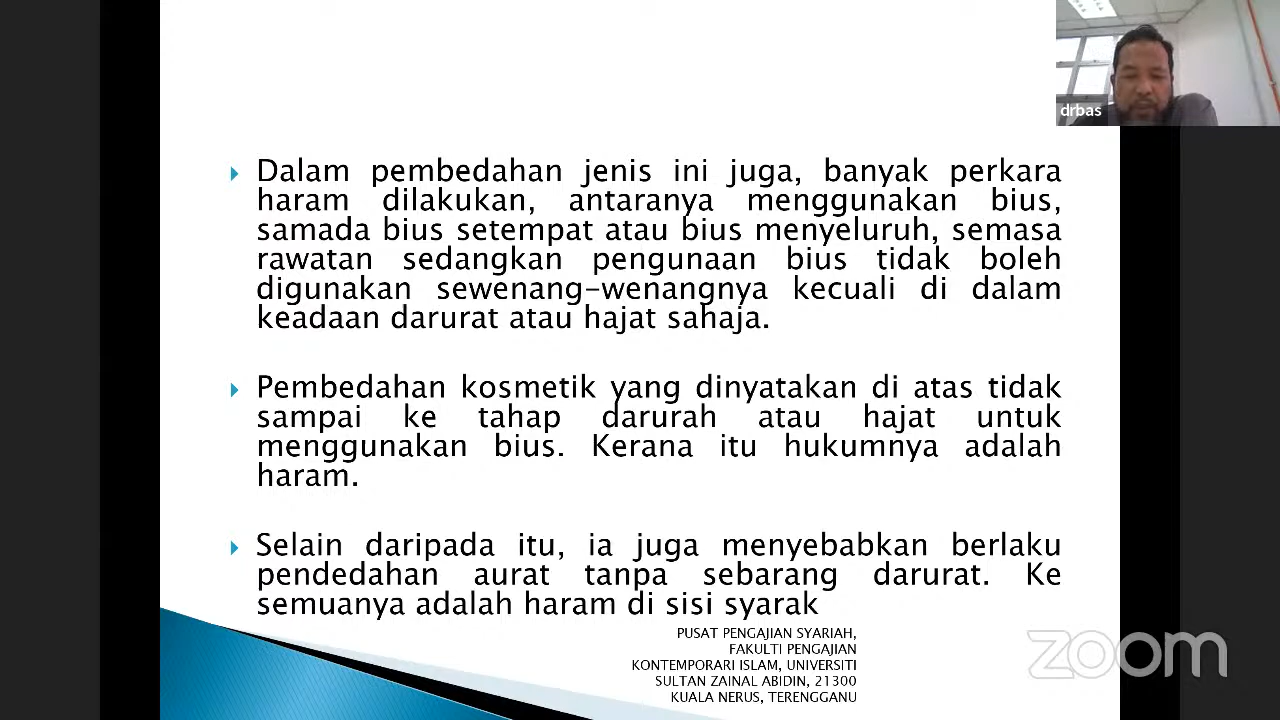 drbas
Dalam pembedahan jenis ini juga, banyak perkara
haram dilakukan, antaranya menggunakan bius,
samada bius setempat atau bius menyeluruh, semasa
rawatan sedangkan pengunaan bius tidak boleh
digunakan sewenang-wenangnya kecuali di dalam
keadaan darurat atau hajat sahaja.
Pembedahan kosmetik yang dinyatakan di atas tidak
sampai ke tahap darurah atau hajat untuk
menggunakan bius. Kerana itu hukumnya adalah
haram.
Selain daripada itu, ia juga menyebabkan berlaku
pendedahan aurat tanpa sebarang darurat. Ke
semuanya adalah haram di sisi syarak
PUSAT PENGAJIAN SYARIAH,
FAKULTI PENGAJIAN
KONTEMPORARI ISLAM, UNIVERSITI
SULTAN ZAINAL ABIDIN, 21300
KUALA NERUS, TERENGGANU
zoom